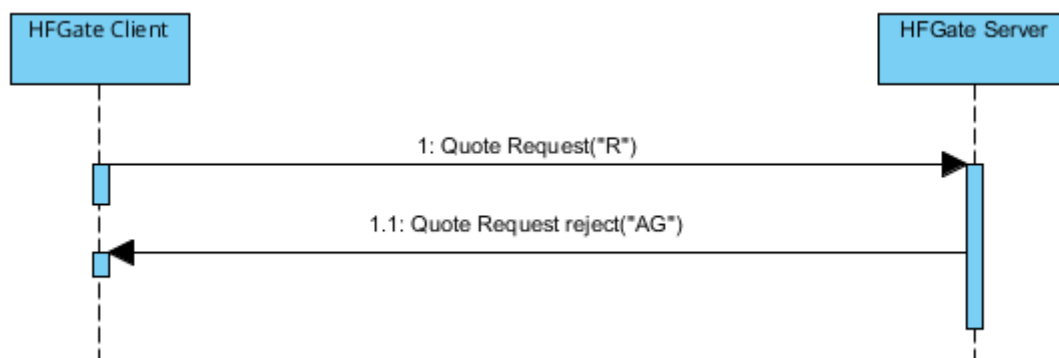 HFGate Client
HFGate Server
1: Quote Request("R")
1.1: Quote Request reject("AG")